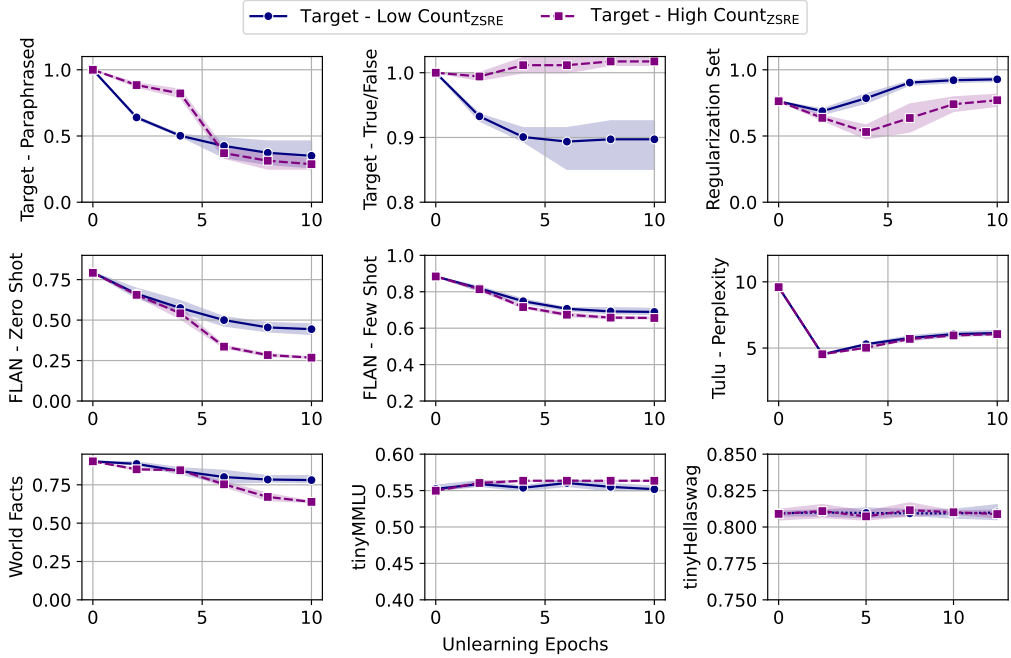 Target - Low Count_ZSRE Target - High Count_ZSRE
Target - Paraphrased
1.0
0.5
0.0
0 5 10
Target - True/False
1.0
0.9
0.8
0 5 10
Regularization Set
1.0
0.5
0.0
0 5 10
FLAN - Zero Shot
0.75
0.50
0.25
0.00
0 5 10
FLAN - Few Shot
1.0
0.8
0.6
0.4
0.2
0 5 10
Tulu - Perplexity
10
5
0 5 10
World Facts
0.75
0.50
0.25
0.00
0 5 10
tinyMMLU
0.60
0.55
0.50
0.45
0.40
0 5 10
tinyHellaswag
0.850
0.825
0.800
0.775
0.750
0 5 10
Unlearning Epochs